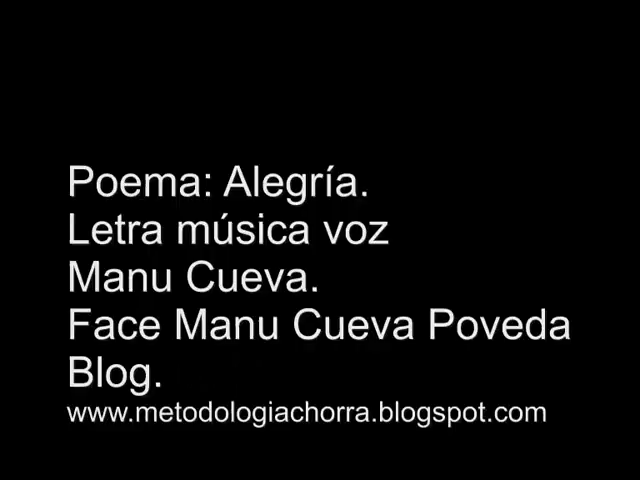 Poema: Alegría.
Letra música voz
Manu Cueva.
Face Manu Cueva Poveda
Blog.
www.metodologiachorra.blogspot.com